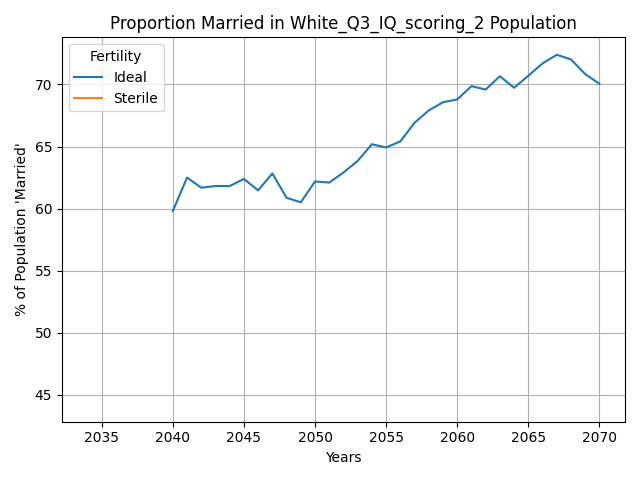 Proportion Married in White_Q3_IQ_scoring_2 Population
Fertility
Ideal
Sterile
% of Population 'Married'
70
65
60
55
50
45
2035 2040 2045 2050 2055 2060 2065 2070
Years